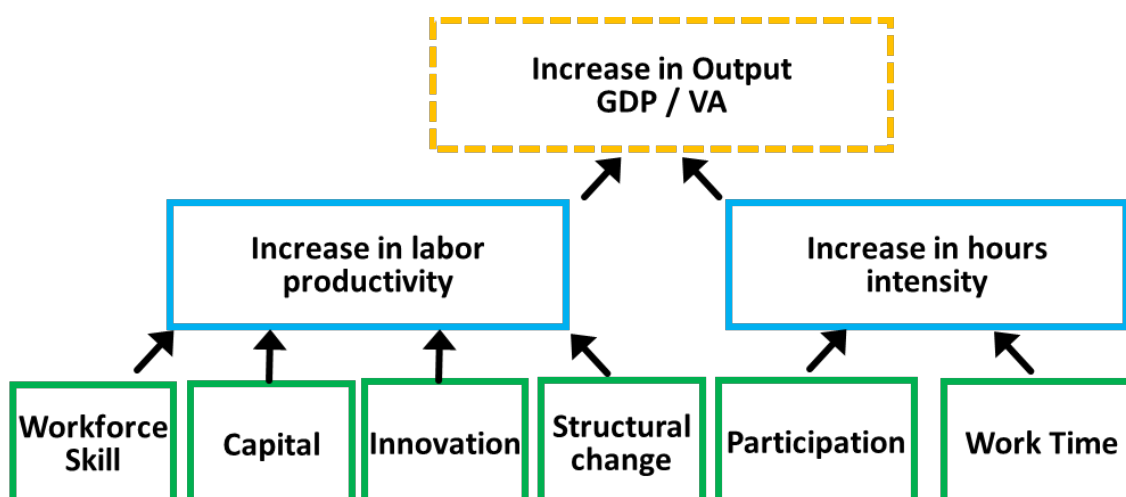 Increase in Output
GDP / VA
Increase in labor
productivity
Increase in hours
intensity
Workforce
Skill
Capital
Innovation
Structural
change
Participation
Work Time